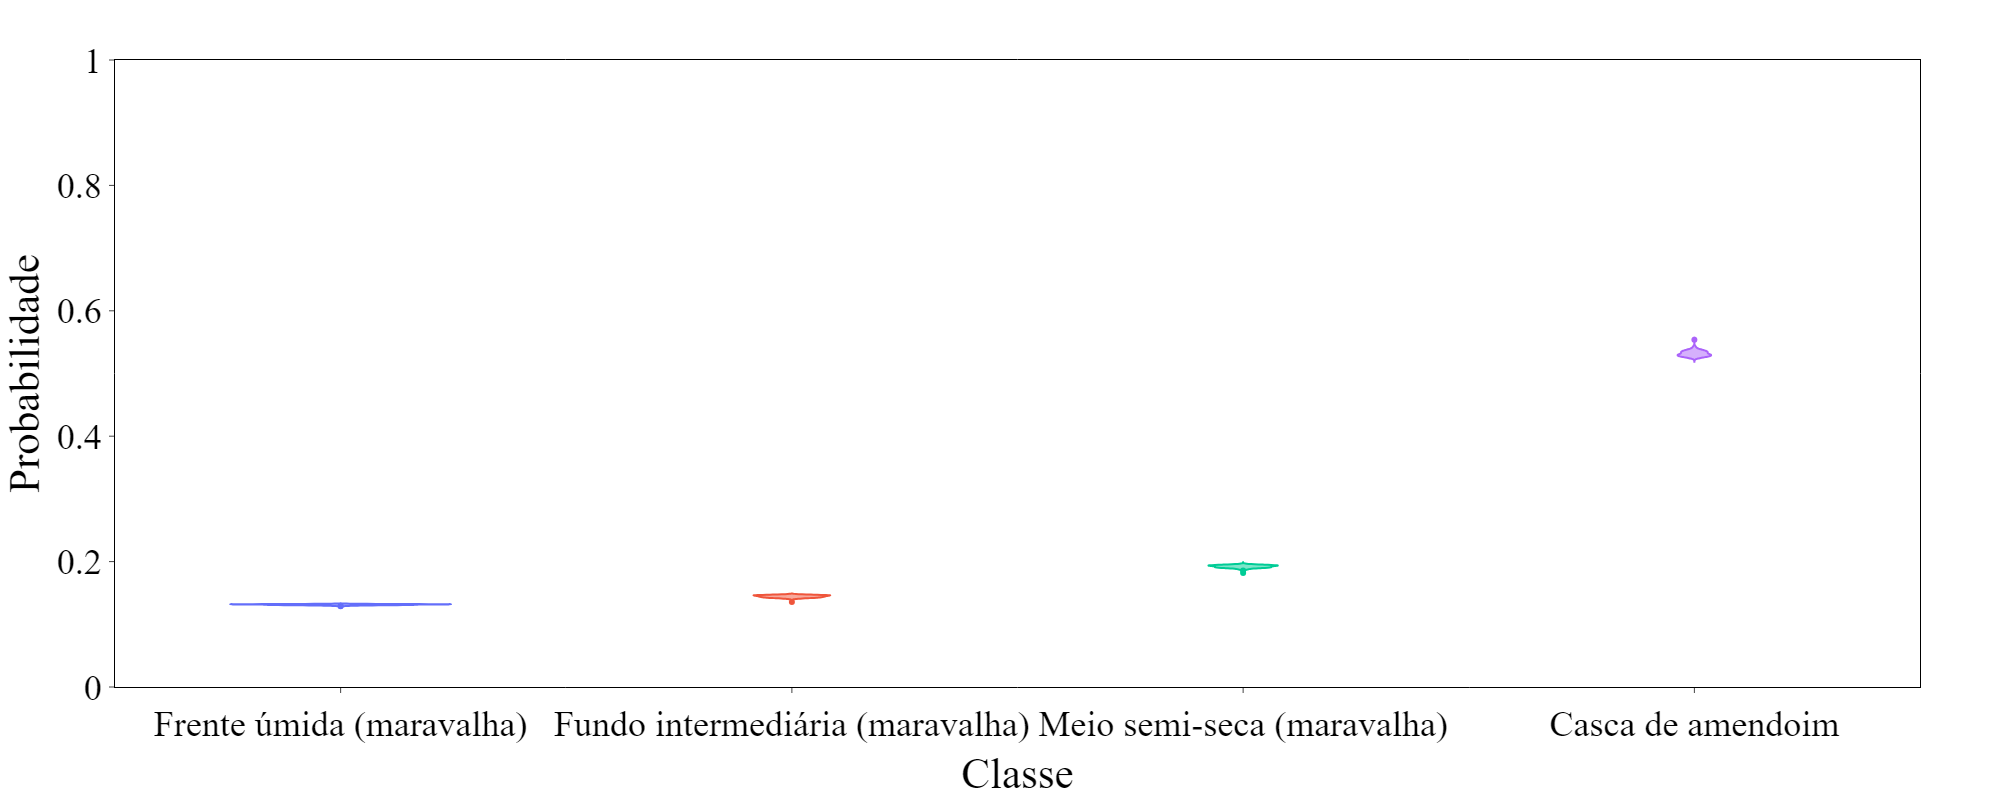 1
0.8
0.6
0.4
0.2
0
Probabilidade
Frente úmida (maravalha)
Fundo intermediária (maravalha)
Meio semi-seca (maravalha)
Casca de amendoim
Classe